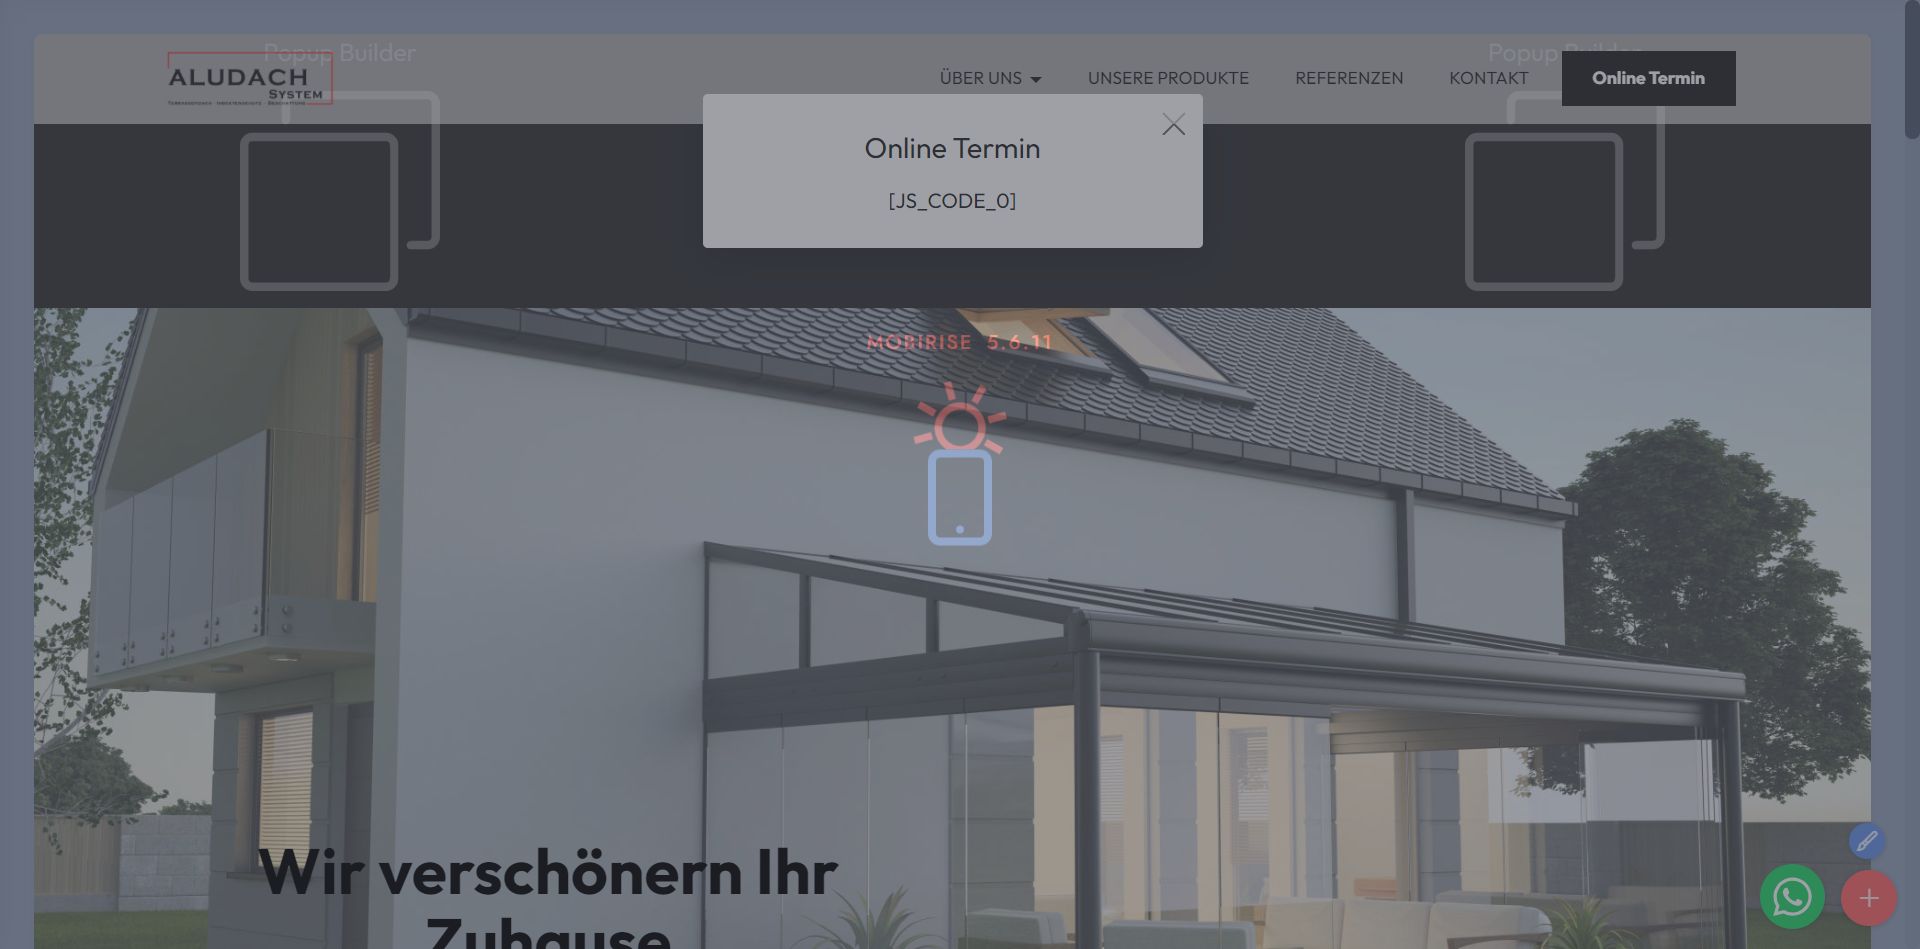 Popup Builder
Popup Builder
ALUDACH
SYSTEM
ÜBER UNS
UNSERE PRODUKTE
REFERENZEN
KONTAKT
Online Termin
Online Termin
[JS_CODE_0]
MOBIRISE 5.6.11
Wir verschönern Ihr
Zuhause